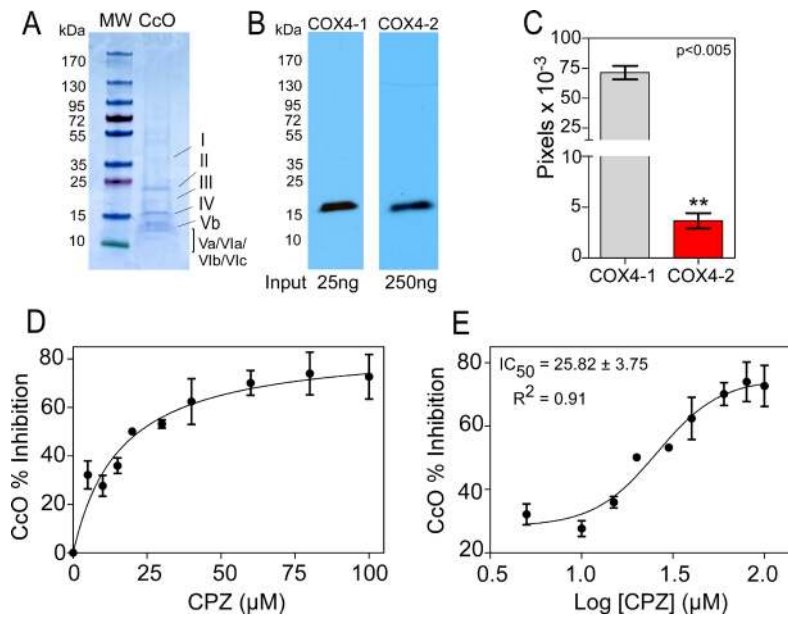 A
kDa MW CcO
170
130
95
72
55
35
25
15
10
I
II
III
IV
Vb
Va/VIa/
VIb/VIc
B
kDa COX4-1 COX4-2
170
130
95
72
55
35
25
15
10
Input 25ng 250ng
C
p<0.005
Pixels x 10-3
100
75
50
10
5
0
**
COX4-1 COX4-2
D
CcO % Inhibition
80
60
40
20
0
0 25 50 75 100
CPZ (µM)
E
IC50 = 25.82 ± 3.75
R2 = 0.91
CcO % Inhibition
80
60
40
20
0.5 1.0 1.5 2.0
Log [CPZ] (µM)